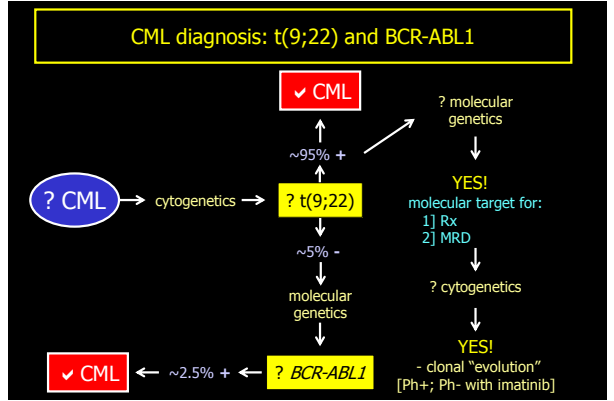 CML diagnosis: t(9;22) and BCR-ABL1
✓ CML
? molecular
genetics
~95% +
YES!
molecular target for:
1] Rx
2] MRD
? CML
cytogenetics
? t(9;22)
~5% -
molecular
genetics
? cytogenetics
YES!
- clonal “evolution”
[Ph+; Ph- with imatinib]
✓ CML
~2.5% +
? BCR-ABL1